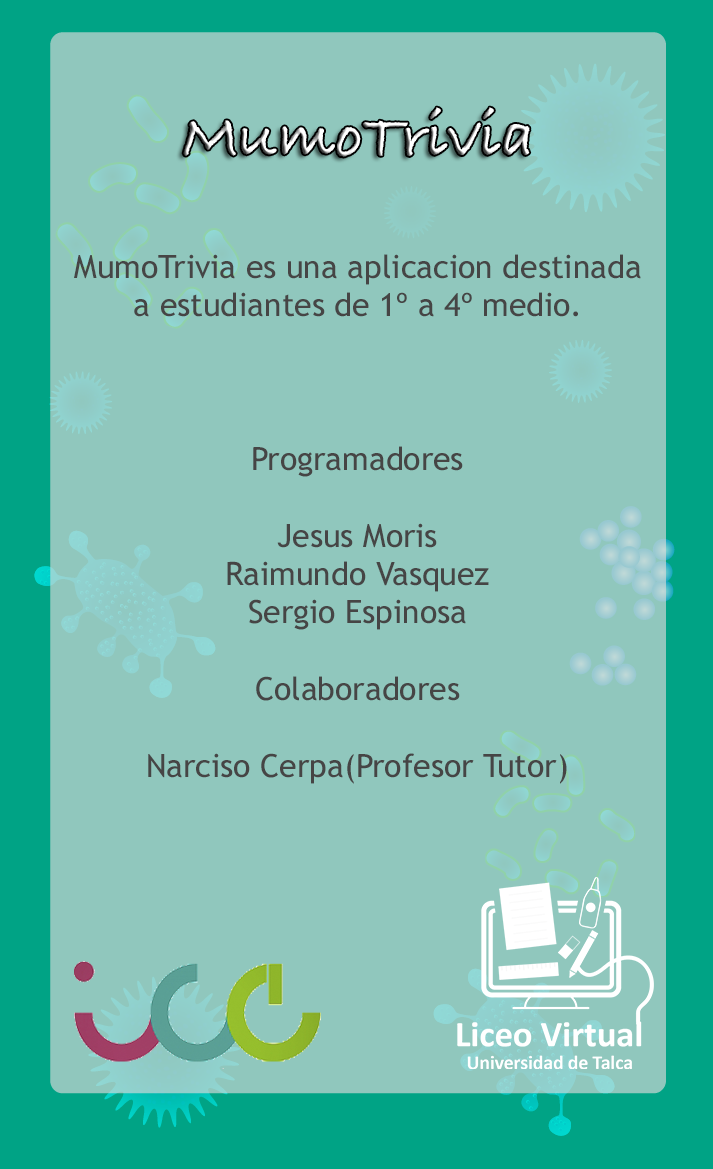 MumoTrivia
MumoTrivia es una aplicacion destinada
a estudiantes de 1º a 4º medio.
Programadores
Jesus Moris
Raimundo Vasquez
Sergio Espinosa
Colaboradores
Narciso Cerpa(Profesor Tutor)
icc
Liceo Virtual
Universidad de Talca